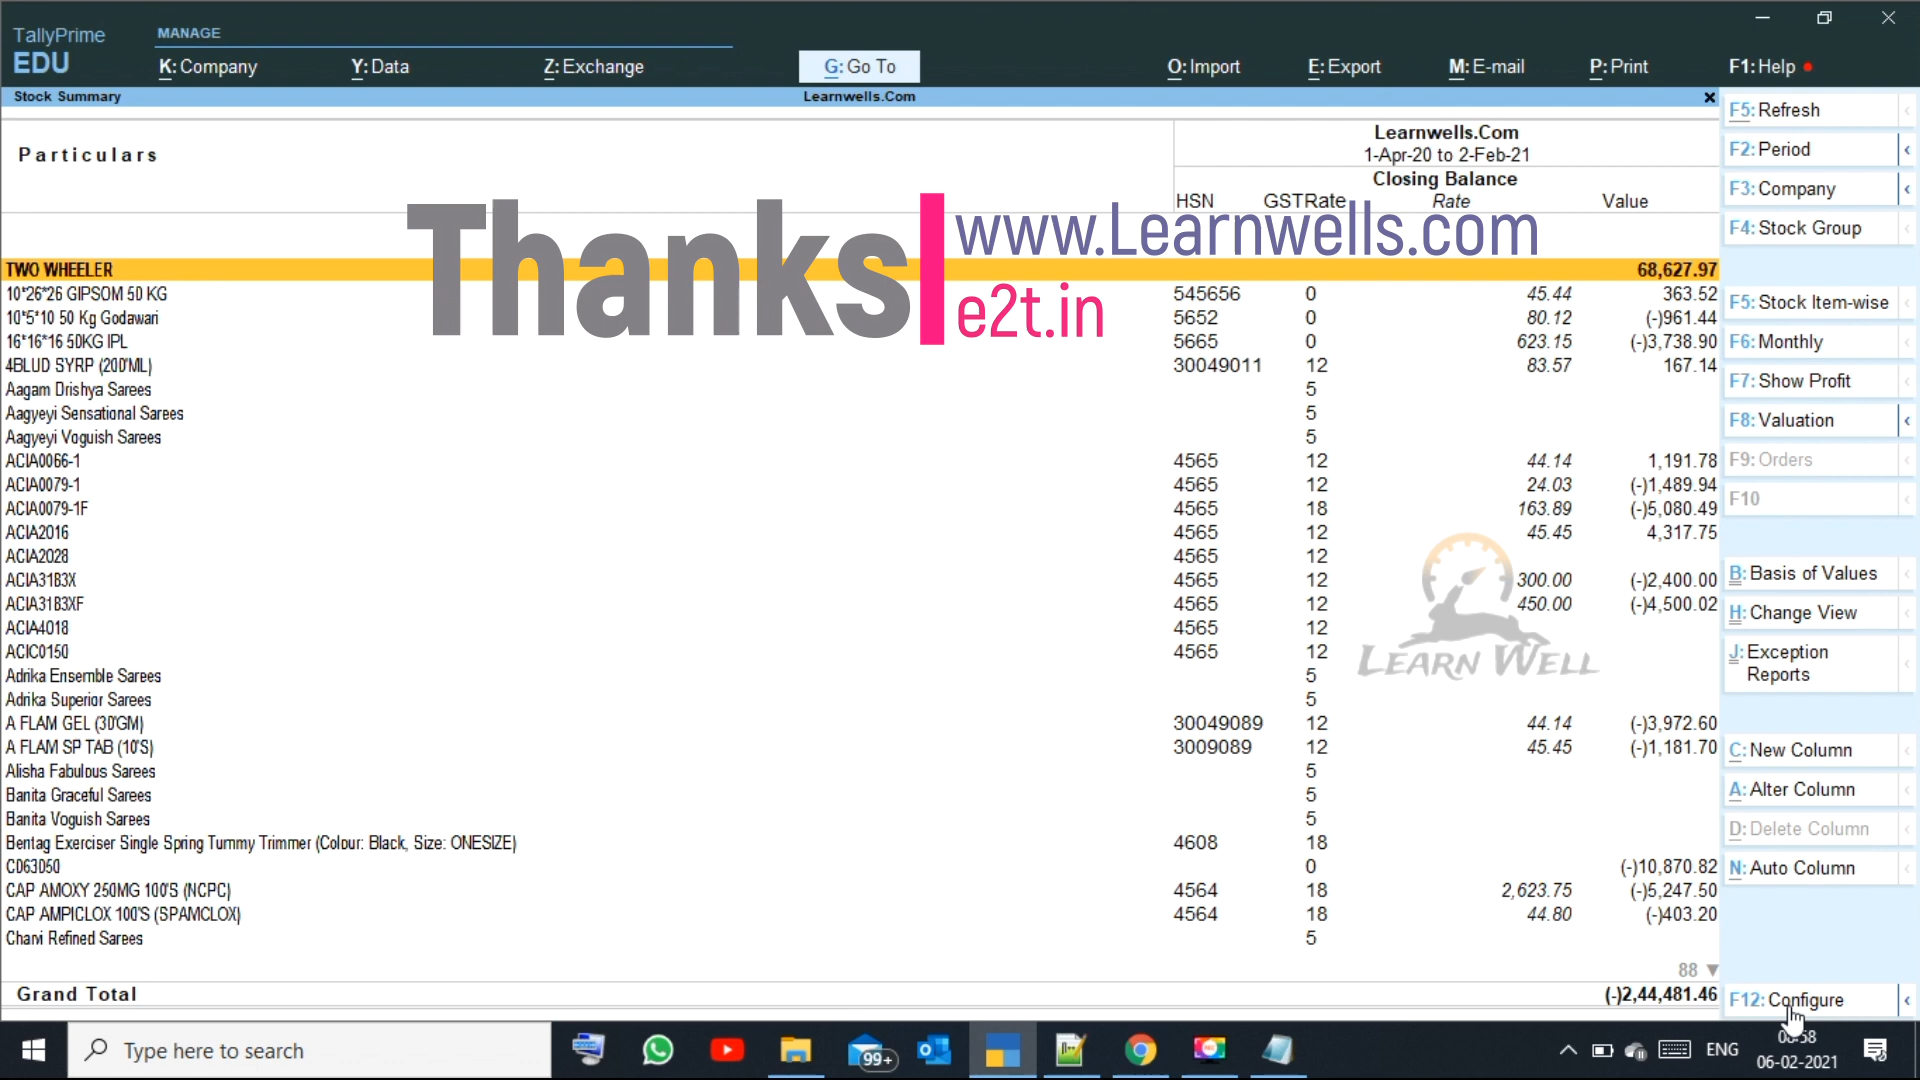 TallyPrime
EDU
MANAGE
K: Company
Y: Data
Z: Exchange
G: Go To
O: Import
E: Export
M: E-mail
P: Print
F1: Help
Stock Summary
Learnwells.Com
Particulars
Learnwells.Com
1-Apr-20 to 2-Feb-21
Closing Balance
HSN GSTRate Rate Value
Thanks
www.Learnwells.com
e2t.in
TWO WHEELER 68,627.97
10*26*26 GIPSOM 50 KG 545656 0 45.44 363.52
10*5*10 50 Kg Godawari 5652 0 80.12 (-)961.44
16*16*16 50KG IPL 5665 0 623.15 (-)3,738.90
4BLUD SYRP (200'ML) 30049011 12 83.57 167.14
Aagam Drishya Sarees 5
Aagyeyi Sensational Sarees 5
Aagyeyi Voguish Sarees 5
ACIA0066-1 4565 12 44.14 1,191.78
ACIA0079-1 4565 12 24.03 (-)1,489.94
ACIA0079-1F 4565 18 163.89 (-)5,080.49
ACIA2016 4565 12 45.45 4,317.75
ACIA2028 4565 12
ACIA31B3X 4565 12 300.00 (-)2,400.00
ACIA31B3XF 4565 12 450.00 (-)4,500.02
ACIA4018 4565 12
ACIC0150 4565 12
Adrika Ensemble Sarees 5
Adrika Superior Sarees 5
A FLAM GEL (30'GM) 30049089 12 44.14 (-)3,972.60
A FLAM SP TAB (10'S) 3009089 12 45.45 (-)1,181.70
Alisha Fabulous Sarees 5
Banita Graceful Sarees 5
Banita Voguish Sarees 5
Bentag Exerciser Single Spring Tummy Trimmer (Colour: Black, Size: ONESIZE) 4608 18
CD63D50 0 (-)10,870.82
CAP AMOXY 250MG 100'S (NCPC) 4564 18 2,623.75 (-)5,247.50
CAP AMPICLOX 100'S (SPAMCLOX) 4564 18 44.80 (-)403.20
Charvi Refined Sarees 5
88
Grand Total (-)2,44,481.46
LEARN WELL
F5: Refresh
F2: Period
F3: Company
F4: Stock Group
F5: Stock Item-wise
F6: Monthly
F7: Show Profit
F8: Valuation
F9: Orders
F10
B: Basis of Values
H: Change View
J: Exception
Reports
C: New Column
A: Alter Column
D: Delete Column
N: Auto Column
F12: Configure
Type here to search
99+
ENG
06-02-2021